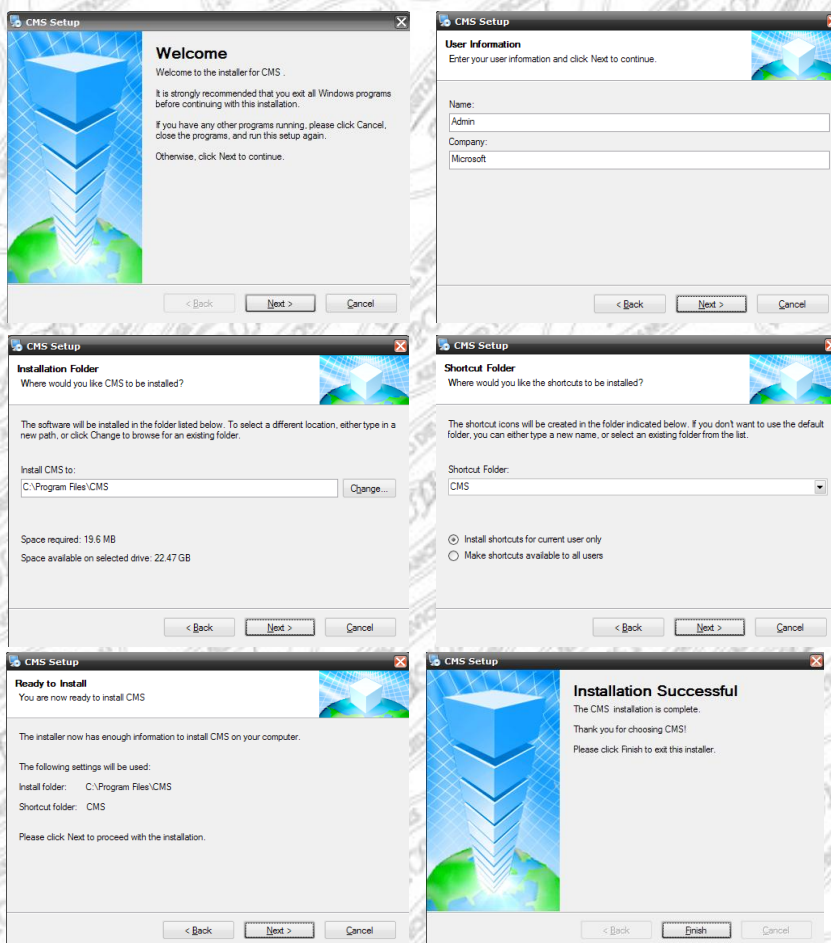 CMS Setup
Welcome
Welcome to the installer for CMS .
It is strongly recommended that you exit all Windows programs
before continuing with this installation.
If you have any other programs running, please click Cancel,
close the programs, and run this setup again.
Otherwise, click Next to continue.
< Back Next > Cancel
CMS Setup
User Information
Enter your user information and click Next to continue.
Name:
Admin
Company:
Microsoft
< Back Next > Cancel
CMS Setup
Installation Folder
Where would you like CMS to be installed?
The software will be installed in the folder listed below. To select a different location, either type in a
new path, or click Change to browse for an existing folder.
Install CMS to:
C:\Program Files\CMS
Change...
Space required: 19.6 MB
Space available on selected drive: 22.47 GB
< Back Next > Cancel
CMS Setup
Shortcut Folder
Where would you like the shortcuts to be installed?
The shortcut icons will be created in the folder indicated below. If you don't want to use the default
folder, you can either type a new name, or select an existing folder from the list.
Shortcut Folder:
CMS
Install shortcuts for current user only
Make shortcuts available to all users
< Back Next > Cancel
CMS Setup
Ready to Install
You are now ready to install CMS
The installer now has enough information to install CMS on your computer.
The following settings will be used:
Install folder: C:\Program Files\CMS
Shortcut folder: CMS
Please click Next to proceed with the installation.
< Back Next > Cancel
CMS Setup
Installation Successful
The CMS installation is complete.
Thank you for choosing CMS!
Please click Finish to exit this installer.
< Back Finish Cancel